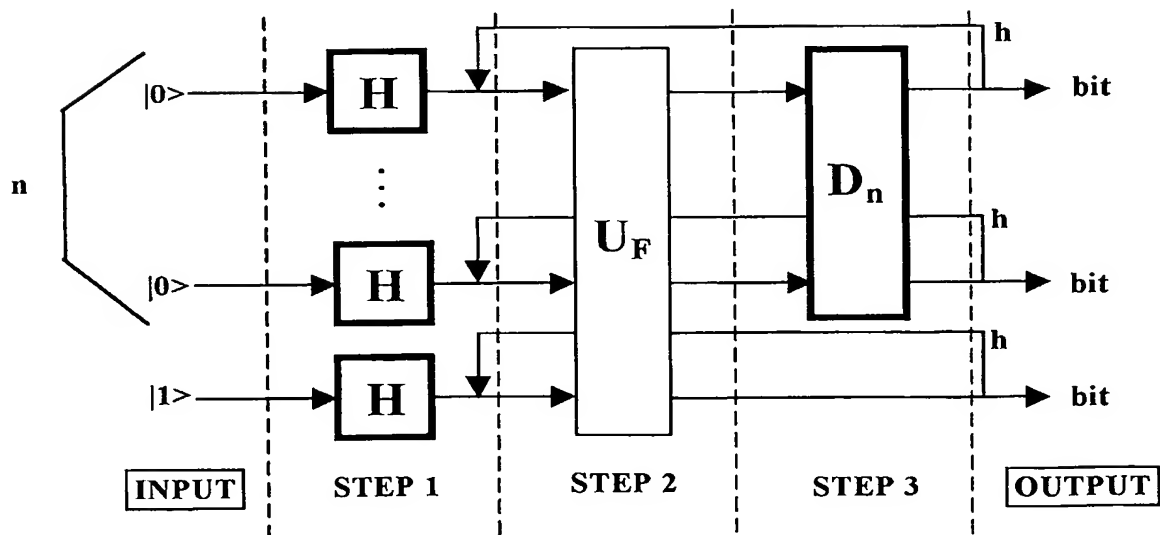 h
|0> H bit
⋮
n
U_F
D_n
h
|0> H bit
h
|1> H bit
INPUT STEP 1 STEP 2 STEP 3 OUTPUT